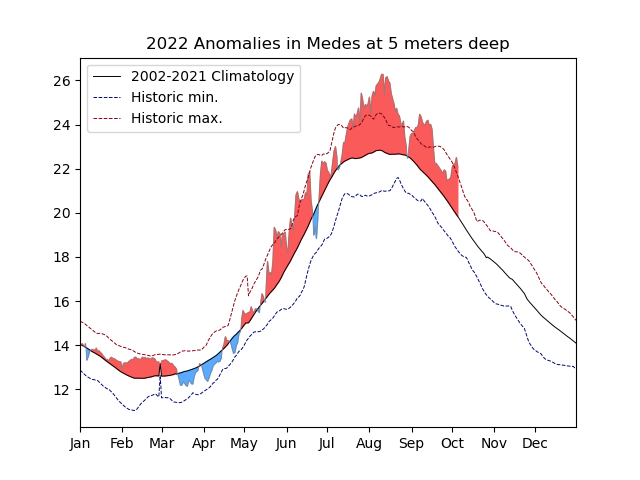 2022 Anomalies in Medes at 5 meters deep
2002-2021 Climatology
Historic min.
Historic max.
26
24
22
20
18
16
14
12
Jan Feb Mar Apr May Jun Jul Aug Sep Oct Nov Dec